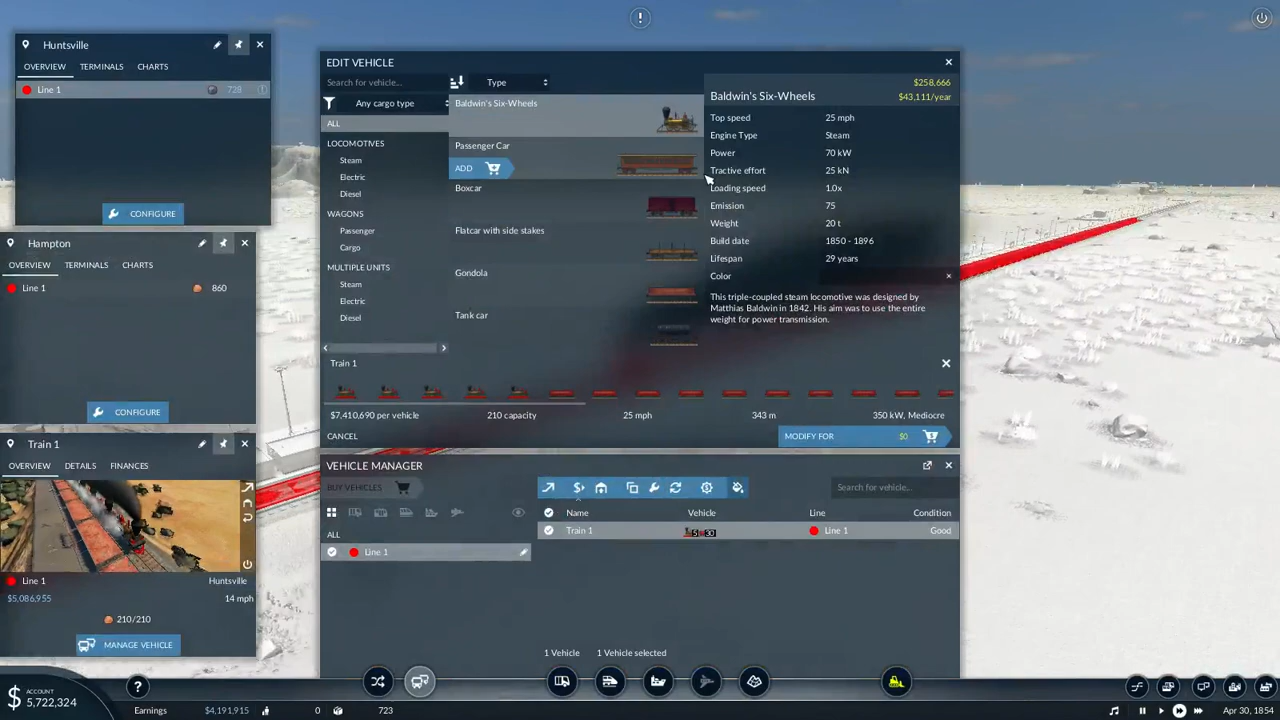 Huntsville
OVERVIEW TERMINALS CHARTS
Line 1 728
CONFIGURE
Hampton
OVERVIEW TERMINALS CHARTS
Line 1 860
CONFIGURE
Train 1
OVERVIEW DETAILS FINANCES
Line 1 Huntsville
$5,086,955 14 mph
210/210
MANAGE VEHICLE
EDIT VEHICLE
Search for vehicle... Type
Any cargo type
ALL
LOCOMOTIVES
Steam
Electric
Diesel
WAGONS
Passenger
Cargo
MULTIPLE UNITS
Steam
Electric
Diesel
Baldwin's Six-Wheels
Passenger Car
ADD
Boxcar
Flatcar with side stakes
Gondola
Tank car
$258,666
Baldwin's Six-Wheels $43,111/year
Top speed 25 mph
Engine Type Steam
Power 70 kW
Tractive effort 25 kN
Loading speed 1.0x
Emission 75
Weight 20 t
Build date 1850 - 1896
Lifespan 29 years
Color
This triple-coupled steam locomotive was designed by
Matthias Baldwin in 1842. His aim was to use the entire
weight for power transmission.
Train 1
$7,410,690 per vehicle 210 capacity 25 mph 343 m 350 kW, Mediocre
CANCEL MODIFY FOR $0
VEHICLE MANAGER
BUY VEHICLES Search for vehicle...
ALL
Line 1
Name Vehicle Line Condition
Train 1 5 30 Line 1 Good
1 Vehicle 1 Vehicle selected
$ ACCOUNT
5,722,324
?
Earnings $4,191,915 0 723 Apr 30, 1854